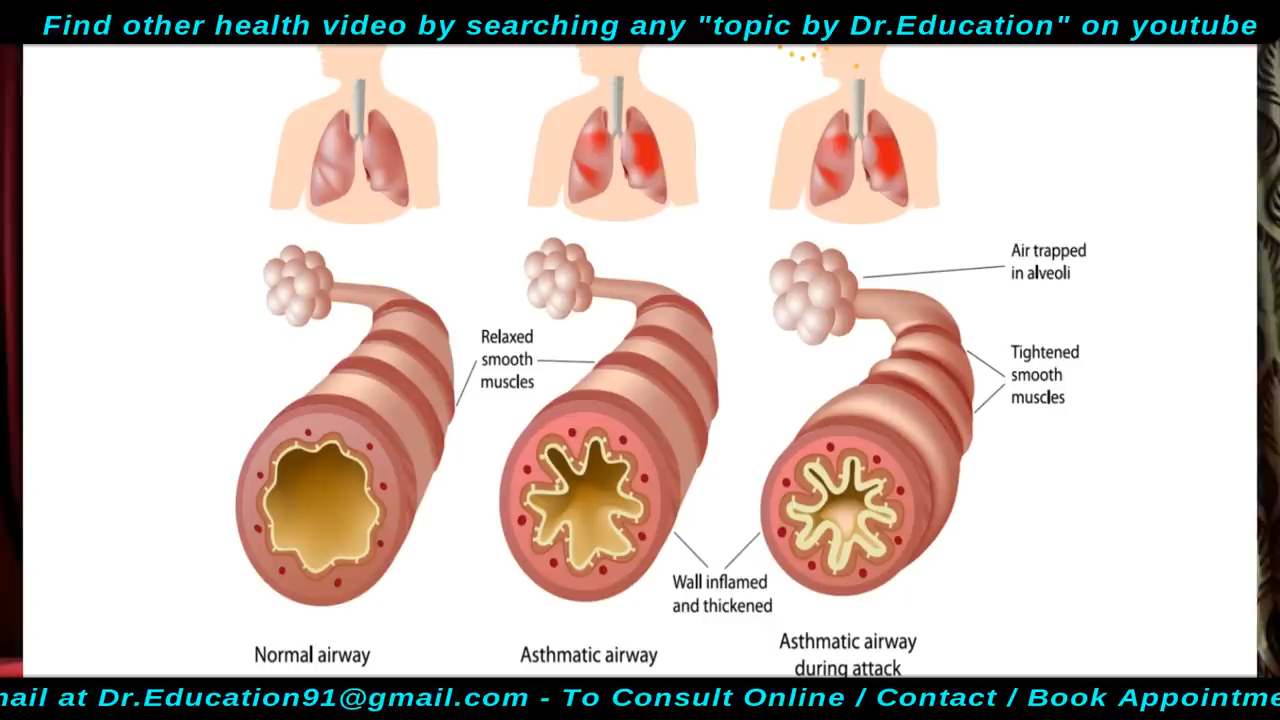 Find other health video by searching any "topic by Dr.Education" on youtube
Air trapped
in alveoli
Relaxed
smooth
muscles
Tightened
smooth
muscles
Wall inflamed
and thickened
Normal airway
Asthmatic airway
Asthmatic airway
during attack
at Dr.Education91@gmail.com - To Consult Online / Contact / Book